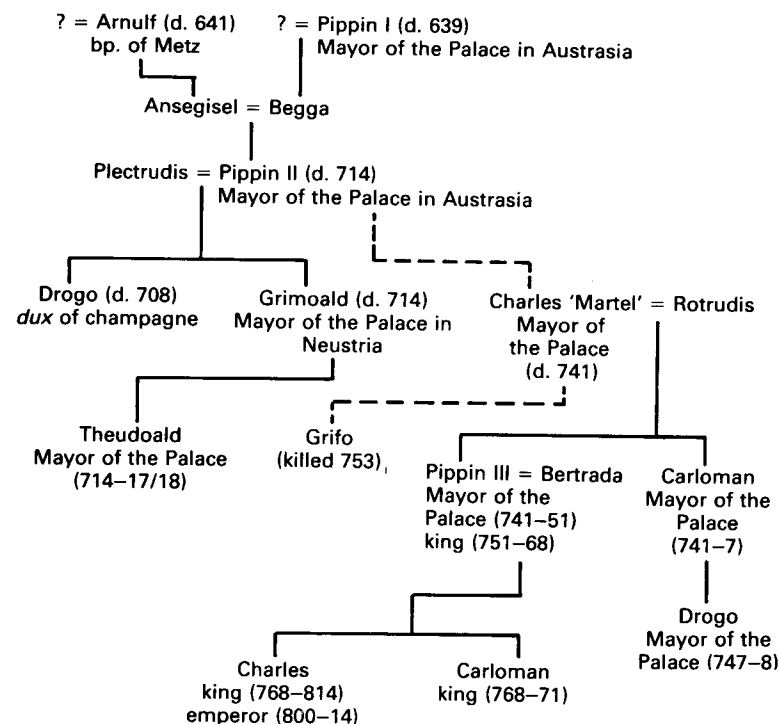 ? = Arnulf (d. 641)
bp. of Metz
? = Pippin I (d. 639)
Mayor of the Palace in Austrasia
Ansegisel = Begga
Plectrudis = Pippin II (d. 714)
Mayor of the Palace in Austrasia
Drogo (d. 708)
dux of champagne
Grimoald (d. 714)
Mayor of the Palace in
Neustria
Charles 'Martel' = Rotrudis
Mayor of
the Palace
(d. 741)
Theudoald
Mayor of the Palace
(714–17/18)
Grifo
(killed 753)
Pippin III = Bertrada
Mayor of the
Palace (741–51)
king (751–68)
Carloman
Mayor of the
Palace
(741–7)
Drogo
Mayor of the
Palace (747–8)
Charles
king (768–814)
emperor (800–14)
Carloman
king (768–71)